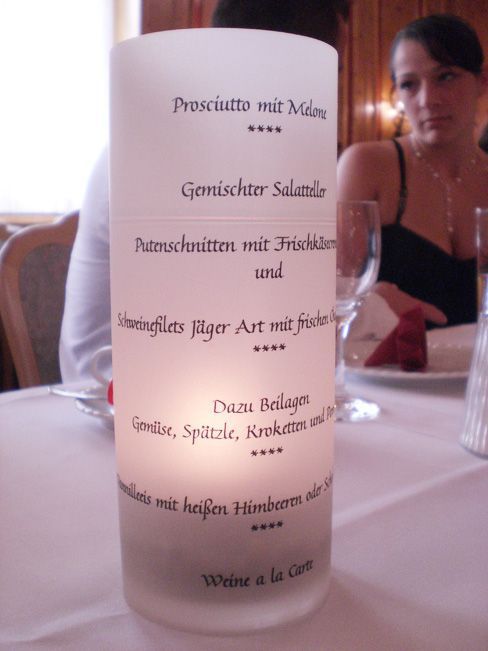 Prosciutto mit Melone
****
Gemischter Salatteller
Putenschnitten mit
und
Schweinefilets Jäger Art mit frischen
****
Dazu Beilagen
Gemüse, Spätzle, Kroketten und
****
mit heißen Himbeeren oder
****
Weine a la Carte